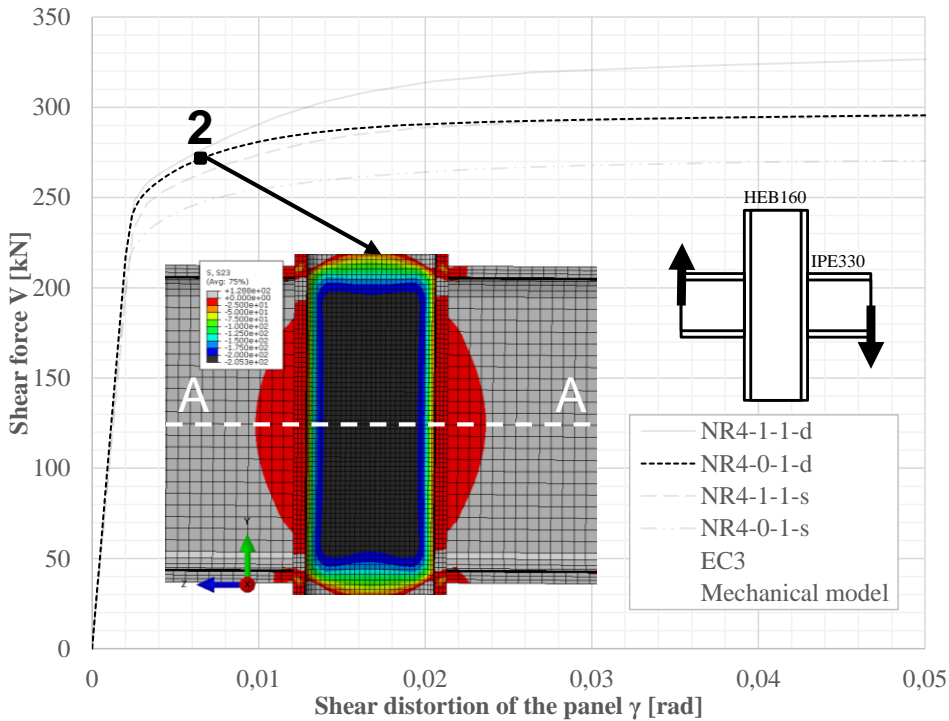 350
300
250
200
150
100
50
0
Shear force V [kN]
2
S, S23
(Avg: 75%)
+1.288e+02
+0.000e+00
-2.500e+01
-5.000e+01
-7.500e+01
-1.000e+02
-1.250e+02
-1.500e+02
-1.750e+02
-2.000e+02
-2.053e+02
A
A
Y
Z
X
HEB160
IPE330
NR4-1-1-d
NR4-0-1-d
NR4-1-1-s
NR4-0-1-s
EC3
Mechanical model
0
0,01
0,02
0,03
0,04
0,05
Shear distortion of the panel γ [rad]